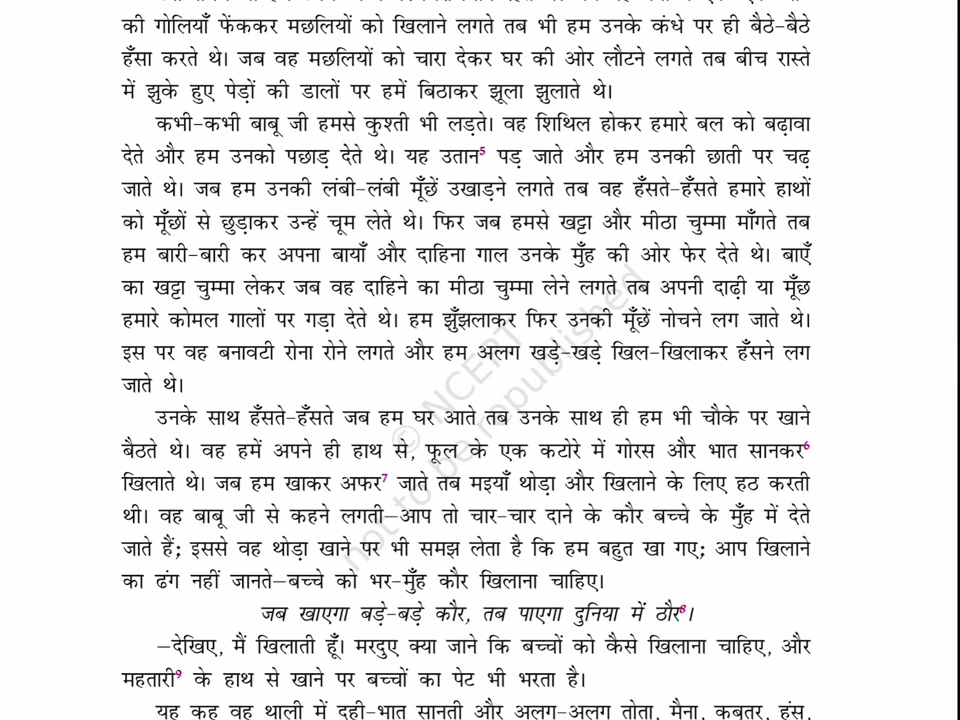 की गोलियाँ फेंककर मछलियों को खिलाने लगते तब भी हम उनके कंधे पर ही बैठे-बैठे
हँसा करते थे। जब वह मछलियों को चारा देकर घर की ओर लौटने लगते तब बीच रास्ते
में झुके हुए पेड़ों की डालों पर हमें बिठाकर झूला झुलाते थे।
कभी-कभी बाबू जी हमसे कुश्ती भी लड़ते। वह शिथिल होकर हमारे बल को बढ़ावा
देते और हम उनको पछाड़ देते थे। यह उतान5 पड़ जाते और हम उनकी छाती पर चढ़
जाते थे। जब हम उनकी लंबी-लंबी मूँछें उखाड़ने लगते तब वह हँसते-हँसते हमारे हाथों
को मूँछों से छुड़ाकर उन्हें चूम लेते थे। फिर जब हमसे खट्टा और मीठा चुम्मा माँगते तब
हम बारी-बारी कर अपना बायाँ और दाहिना गाल उनके मुँह की ओर फेर देते थे। बाएँ
का खट्टा चुम्मा लेकर जब वह दाहिने का मीठा चुम्मा लेने लगते तब अपनी दाढ़ी या मूँछ
हमारे कोमल गालों पर गड़ा देते थे। हम झुँझलाकर फिर उनकी मूँछें नोचने लग जाते थे।
इस पर वह बनावटी रोना रोने लगते और हम अलग खड़े-खड़े खिल-खिलाकर हँसने लग
जाते थे।
उनके साथ हँसते-हँसते जब हम घर आते तब उनके साथ ही हम भी चौके पर खाने
बैठते थे। वह हमें अपने ही हाथ से, फूल के एक कटोरे में गोरस और भात सानकर6
खिलाते थे। जब हम खाकर अफर7 जाते तब मइयाँ थोड़ा और खिलाने के लिए हठ करती
थी। वह बाबू जी से कहने लगती—आप तो चार-चार दाने के कौर बच्चे के मुँह में देते
जाते हैं; इससे वह थोड़ा खाने पर भी समझ लेता है कि हम बहुत खा गए; आप खिलाने
का ढंग नहीं जानते—बच्चे को भर-मुँह कौर खिलाना चाहिए।
जब खाएगा बड़े-बड़े कौर, तब पाएगा दुनिया में ठौर8।
—देखिए, मैं खिलाती हूँ। मरदुए क्या जाने कि बच्चों को कैसे खिलाना चाहिए, और
महतारी9 के हाथ से खाने पर बच्चों का पेट भी भरता है।
यह कह वह थाली में दही-भात सानती और अलग-अलग तोता, मैना, कबूतर, हंस,
© NCERT
not to be republished